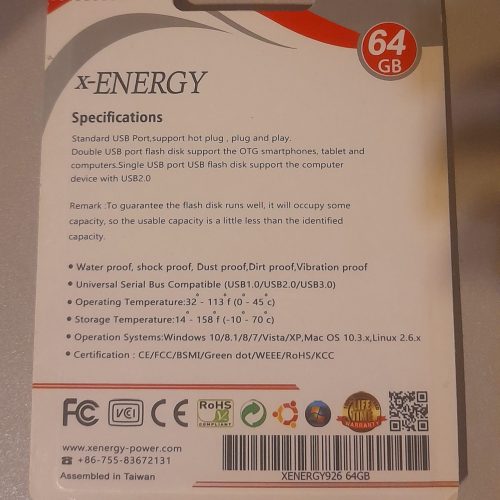 64
GB
x-ENERGY
Specifications
Standard USB Port,support hot plug , plug and play.
Double USB port flash disk support the OTG smartphones, tablet and
computers.Single USB port USB flash disk support the computer
device with USB2.0
Remark :To guarantee the flash disk runs well, it will occupy some
capacity, so the usable capacity is a little less than the identified
capacity.
• Water proof, shock proof, Dust proof,Dirt proof,Vibration proof
• Universal Serial Bus Compatible (USB1.0/USB2.0/USB3.0)
• Operating Temperature:32° - 113°f (0 - 45°c)
• Storage Temperature:14° - 158°f (-10 - 70°c)
• Operation Systems:Windows 10/8.1/8/7/Vista/XP,Mac OS 10.3.x,Linux 2.6.x
• Certification : CE/FCC/BSMI/Green dot/WEEE/RoHS/KCC
FC VCI CE RoHS COMPLIANT LIFE TIME WARRANTY
www.xenergy-power.com
☎ +86-755-83672131
Assembled in Taiwan
XENERGY926 64GB